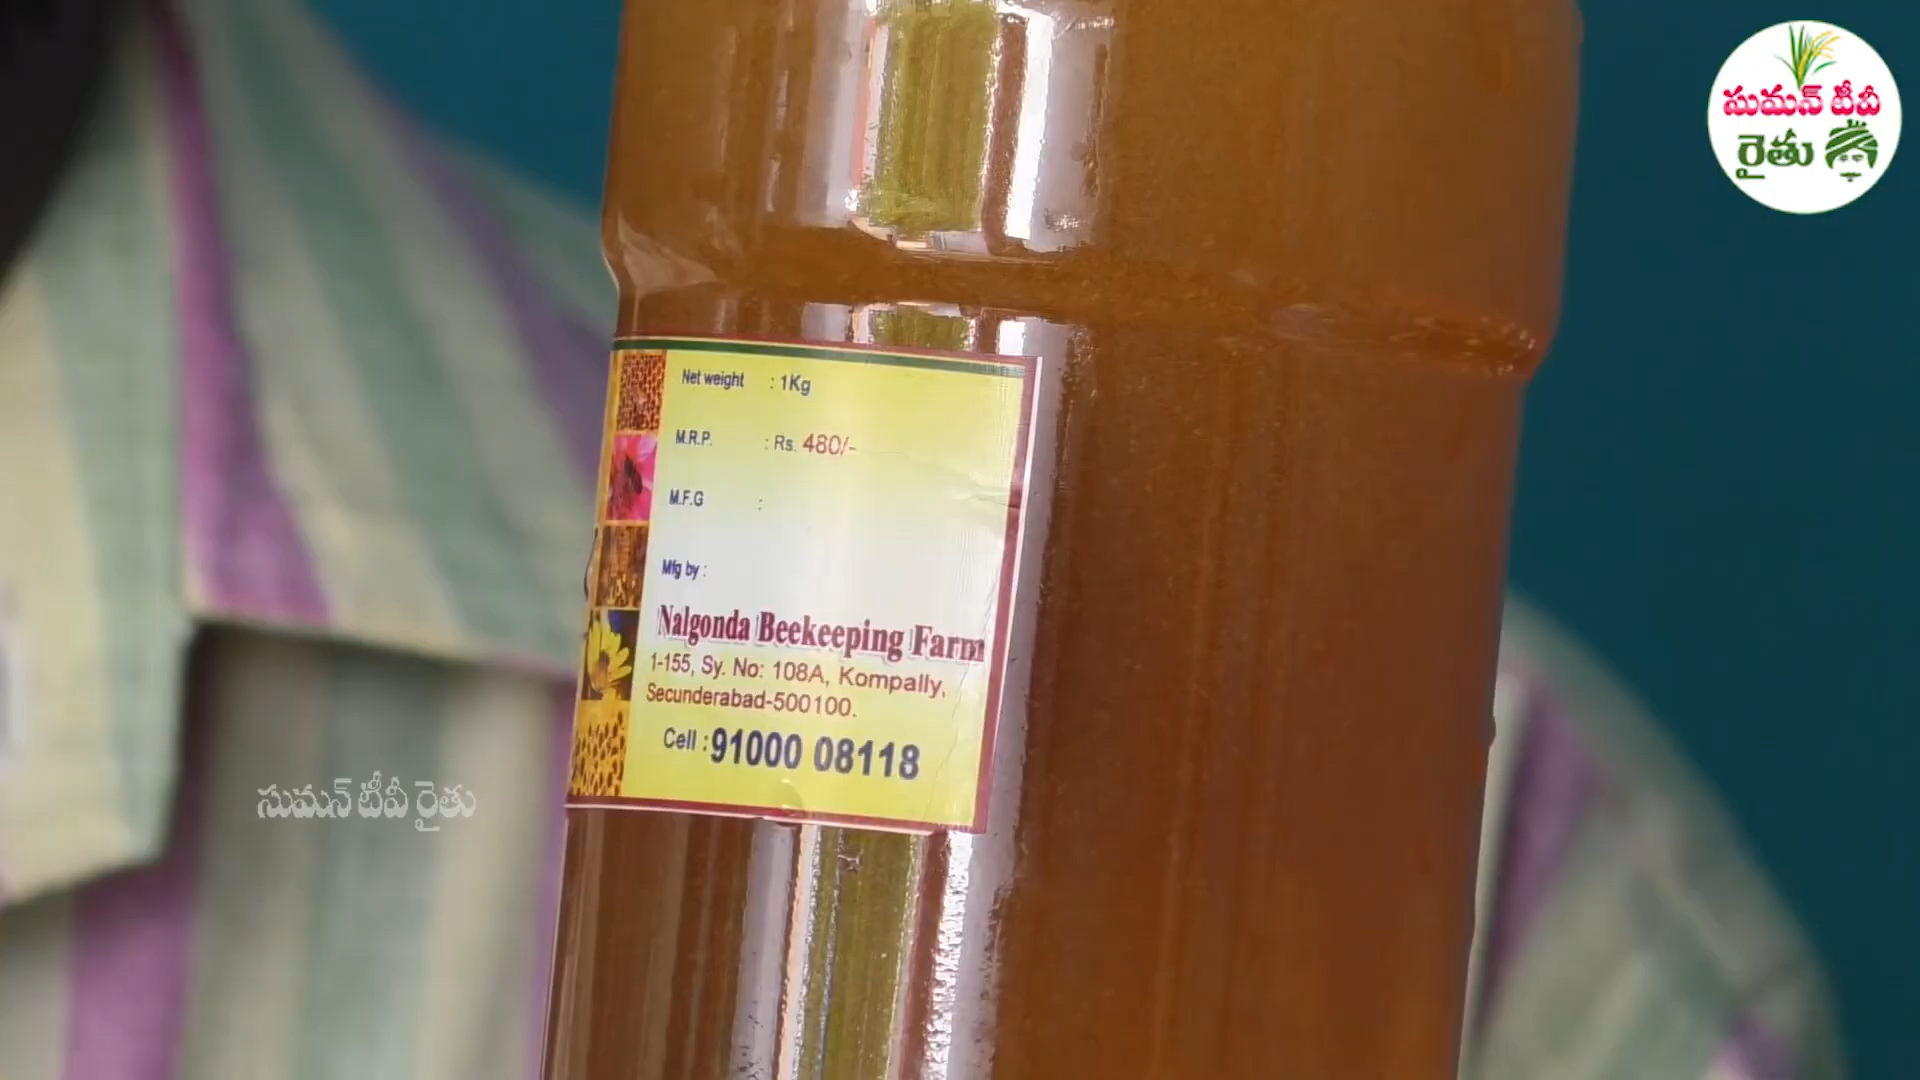 సుమన్ టీవీ
రైతు
Net weight : 1Kg
M.R.P. : Rs. 480/-
M.F.G :
Mfg by :
Nalgonda Beekeeping Farm
1-155, Sy. No: 108A, Kompally,
Secunderabad-500100.
Cell : 91000 08118
సుమన్ టీవీ రైతు